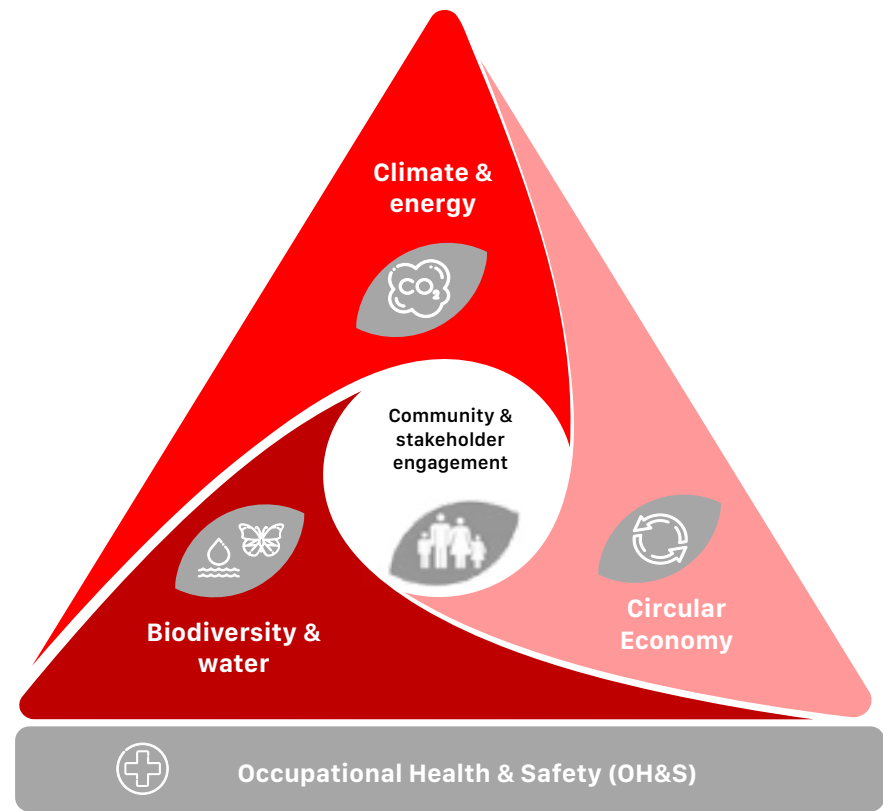 Climate &
energy
CO₂
Community &
stakeholder
engagement
Biodiversity &
water
Circular
Economy
Occupational Health & Safety (OH&S)